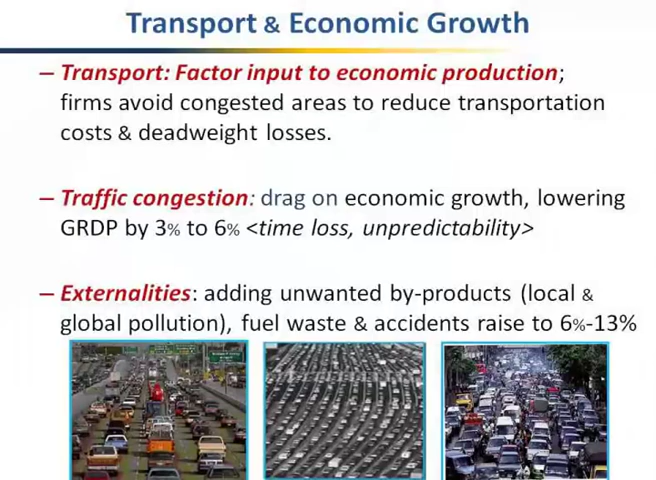 Transport & Economic Growth
– Transport: Factor input to economic production;
firms avoid congested areas to reduce transportation
costs & deadweight losses.
– Traffic congestion: drag on economic growth, lowering
GRDP by 3% to 6% <time loss, unpredictability>
– Externalities: adding unwanted by-products (local &
global pollution), fuel waste & accidents raise to 6%-13%